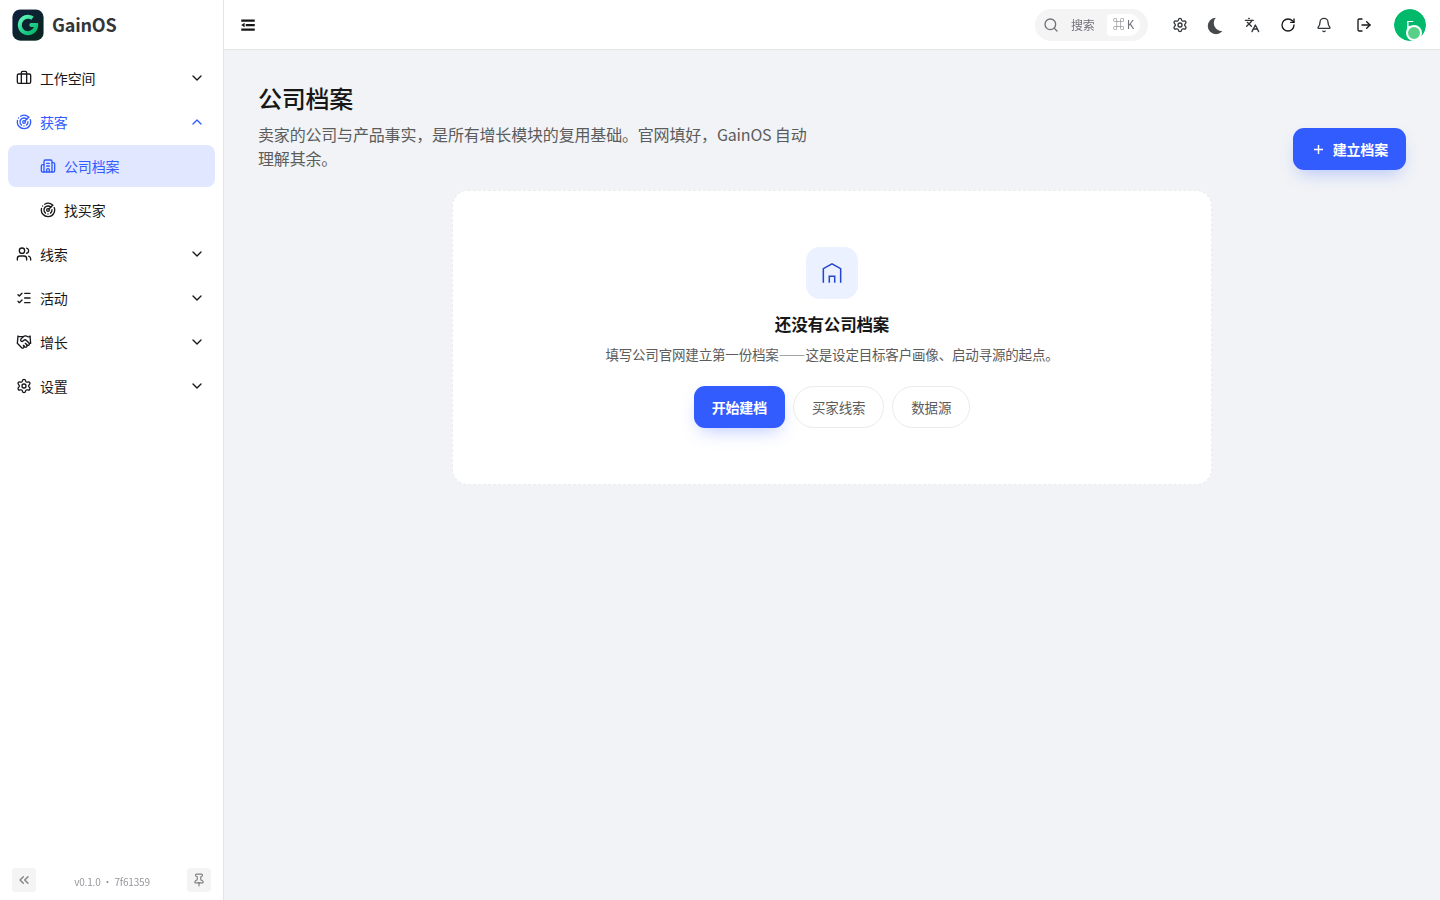 GainOS
搜索
⌘ K
工作空间
获客
公司档案
找买家
线索
活动
增长
设置
v0.1.0 • 7f61359
公司档案
卖家的公司与产品事实，是所有增长模块的复用基础。官网填好，GainOS 自动
理解其余。
+ 建立档案
还没有公司档案
填写公司官网建立第一份档案——这是设定目标客户画像、启动寻源的起点。
开始建档
买家线索
数据源